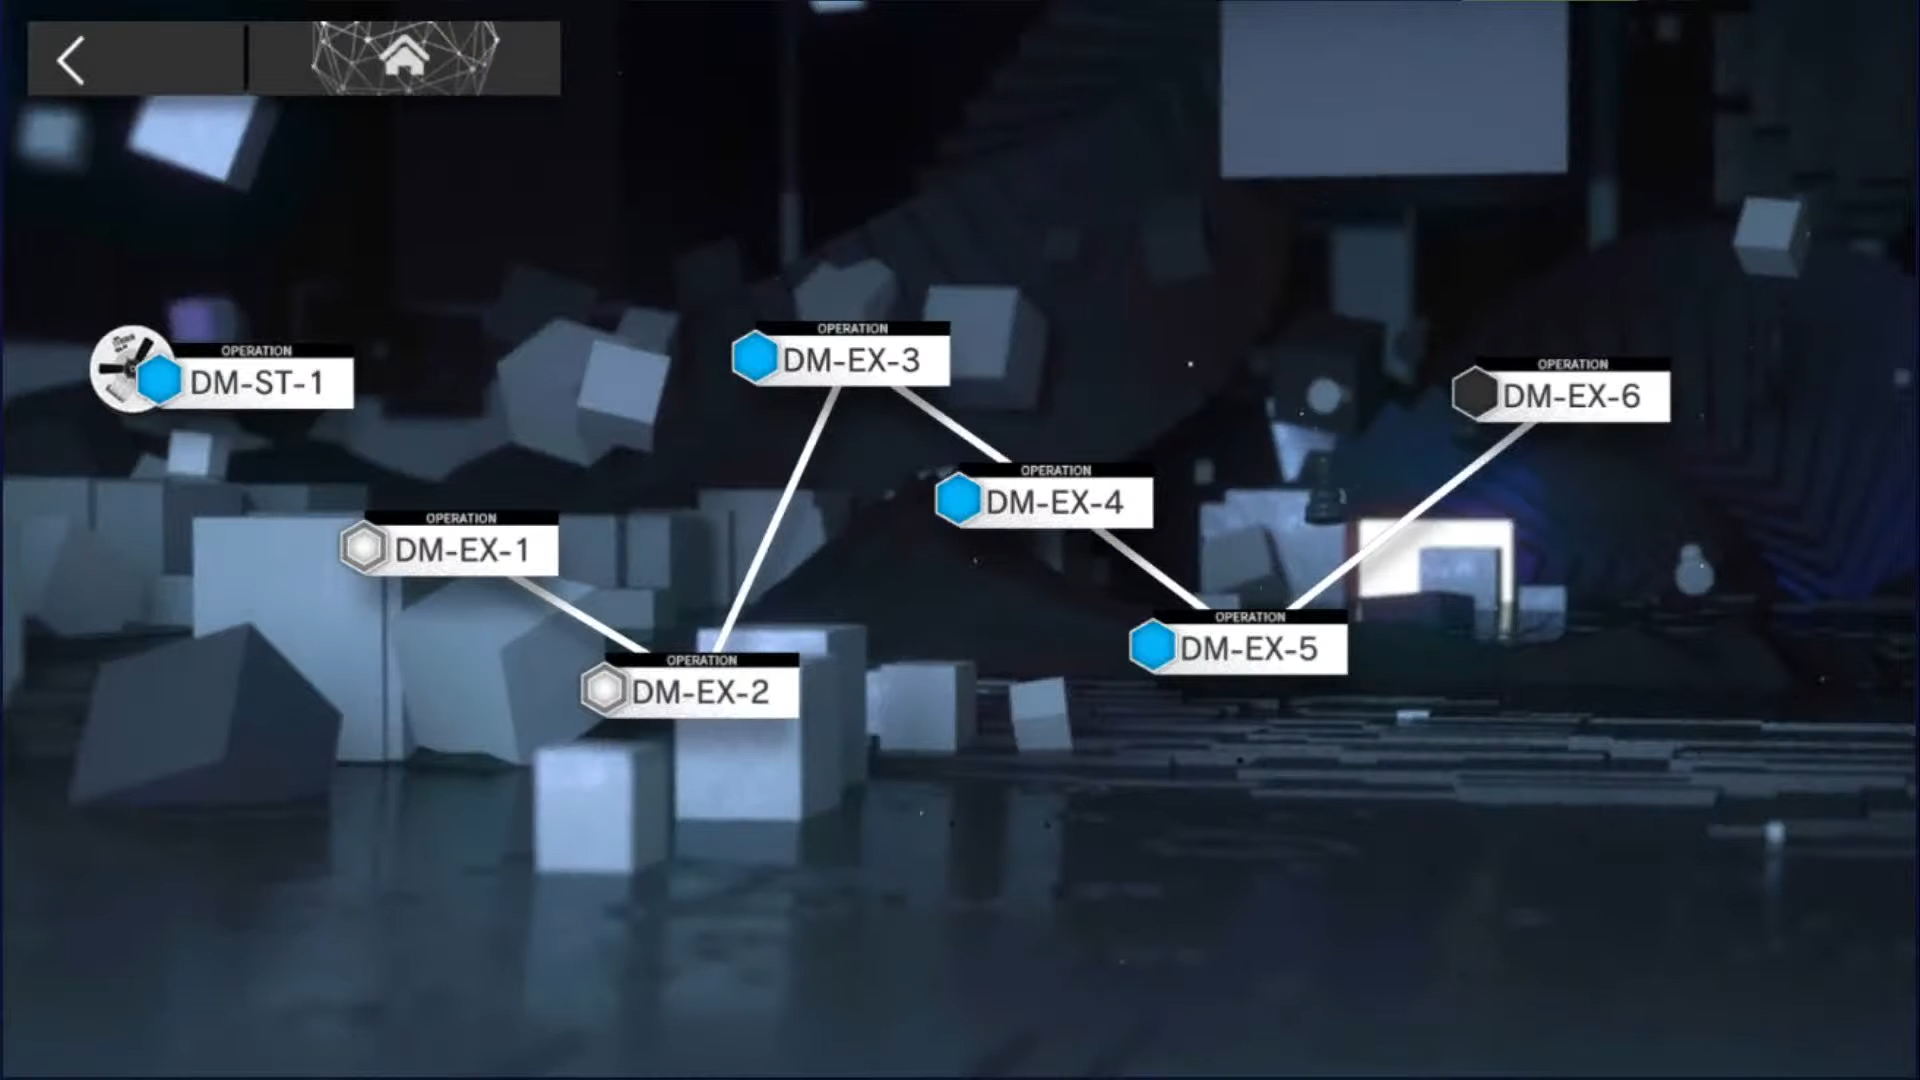 OPERATION
DM-ST-1
OPERATION
DM-EX-1
OPERATION
DM-EX-2
OPERATION
DM-EX-3
OPERATION
DM-EX-4
OPERATION
DM-EX-5
OPERATION
DM-EX-6